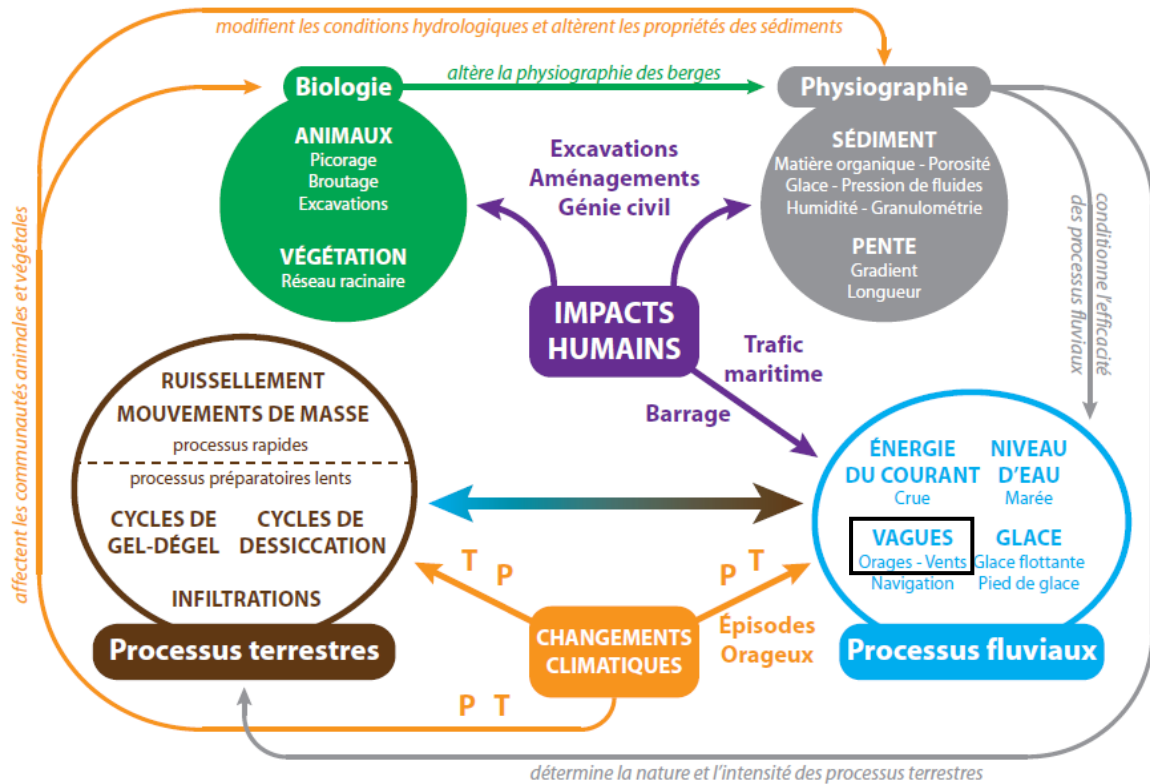 modifient les conditions hydrologiques et altèrent les propriétés des sédiments
Biologie
altère la physiographie des berges
Physiographie
ANIMAUX
Picorage
Broutage
Excavations
VÉGÉTATION
Réseau racinaire
Excavations
Aménagements
Génie civil
SÉDIMENT
Matière organique - Porosité
Glace - Pression de fluides
Humidité - Granulométrie
PENTE
Gradient
Longueur
conditionne l'efficacité
des processus fluviaux
affectent les communautés animales et végétales
IMPACTS
HUMAINS
Trafic
maritime
Barrage
RUISSELLEMENT
MOUVEMENTS DE MASSE
processus rapides
processus préparatoires lents
CYCLES DE
GEL-DÉGEL
CYCLES DE
DESSICCATION
INFILTRATIONS
Processus terrestres
ÉNERGIE
DU COURANT
Crue
NIVEAU
D'EAU
Marée
VAGUES
Orages - Vents
Navigation
GLACE
Glace flottante
Pied de glace
Processus fluviaux
T P
P T
CHANGEMENTS
CLIMATIQUES
Épisodes
Orageux
P T
détermine la nature et l'intensité des processus terrestres